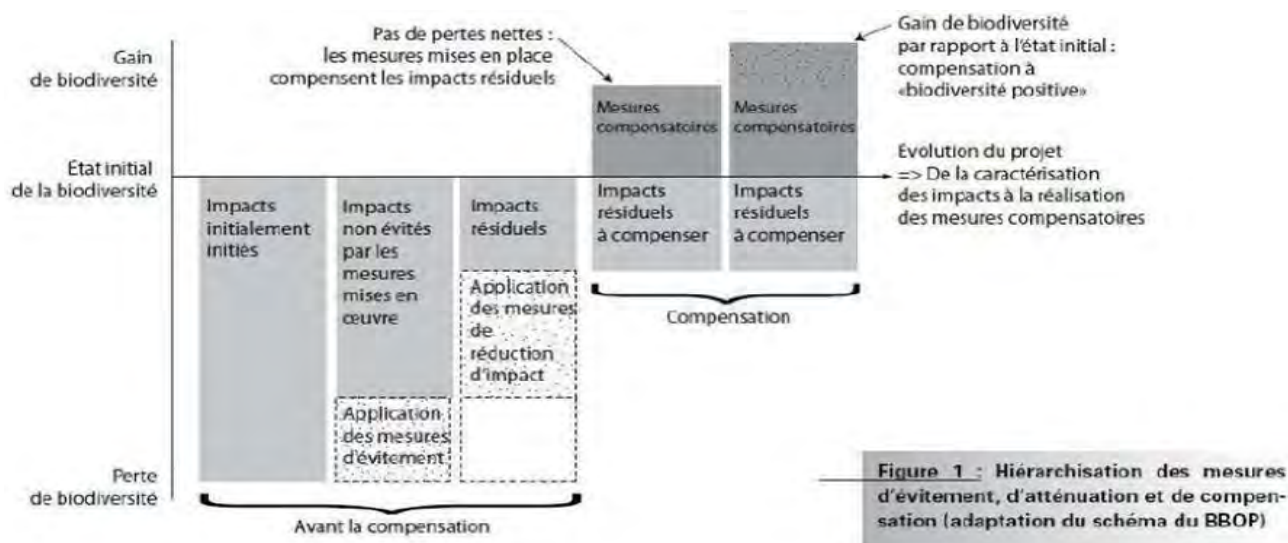 Gain
de biodiversité
Pas de pertes nettes :
les mesures mises en place
compensent les impacts résiduels
Gain de biodiversité
par rapport à l'état initial :
compensation à
«biodiversité positive»
Mesures
compensatoires
Mesures
compensatoires
Etat initial
de la biodiversité
Evolution du projet
=> De la caractérisation
des impacts à la réalisation
des mesures compensatoires
Impacts
initialement
initiés
Impacts
non évités
par les
mesures
mises en
œuvre
Impacts
résiduels
Impacts
résiduels
à compenser
Impacts
résiduels
à compenser
Application
des mesures
de
réduction
d'impact
Compensation
Application
des mesures
d'évitement
Perte
de biodiversité
Avant la compensation
Figure 1 : Hiérarchisation des mesures
d'évitement, d'atténuation et de compen-
sation (adaptation du schéma du BBOP)